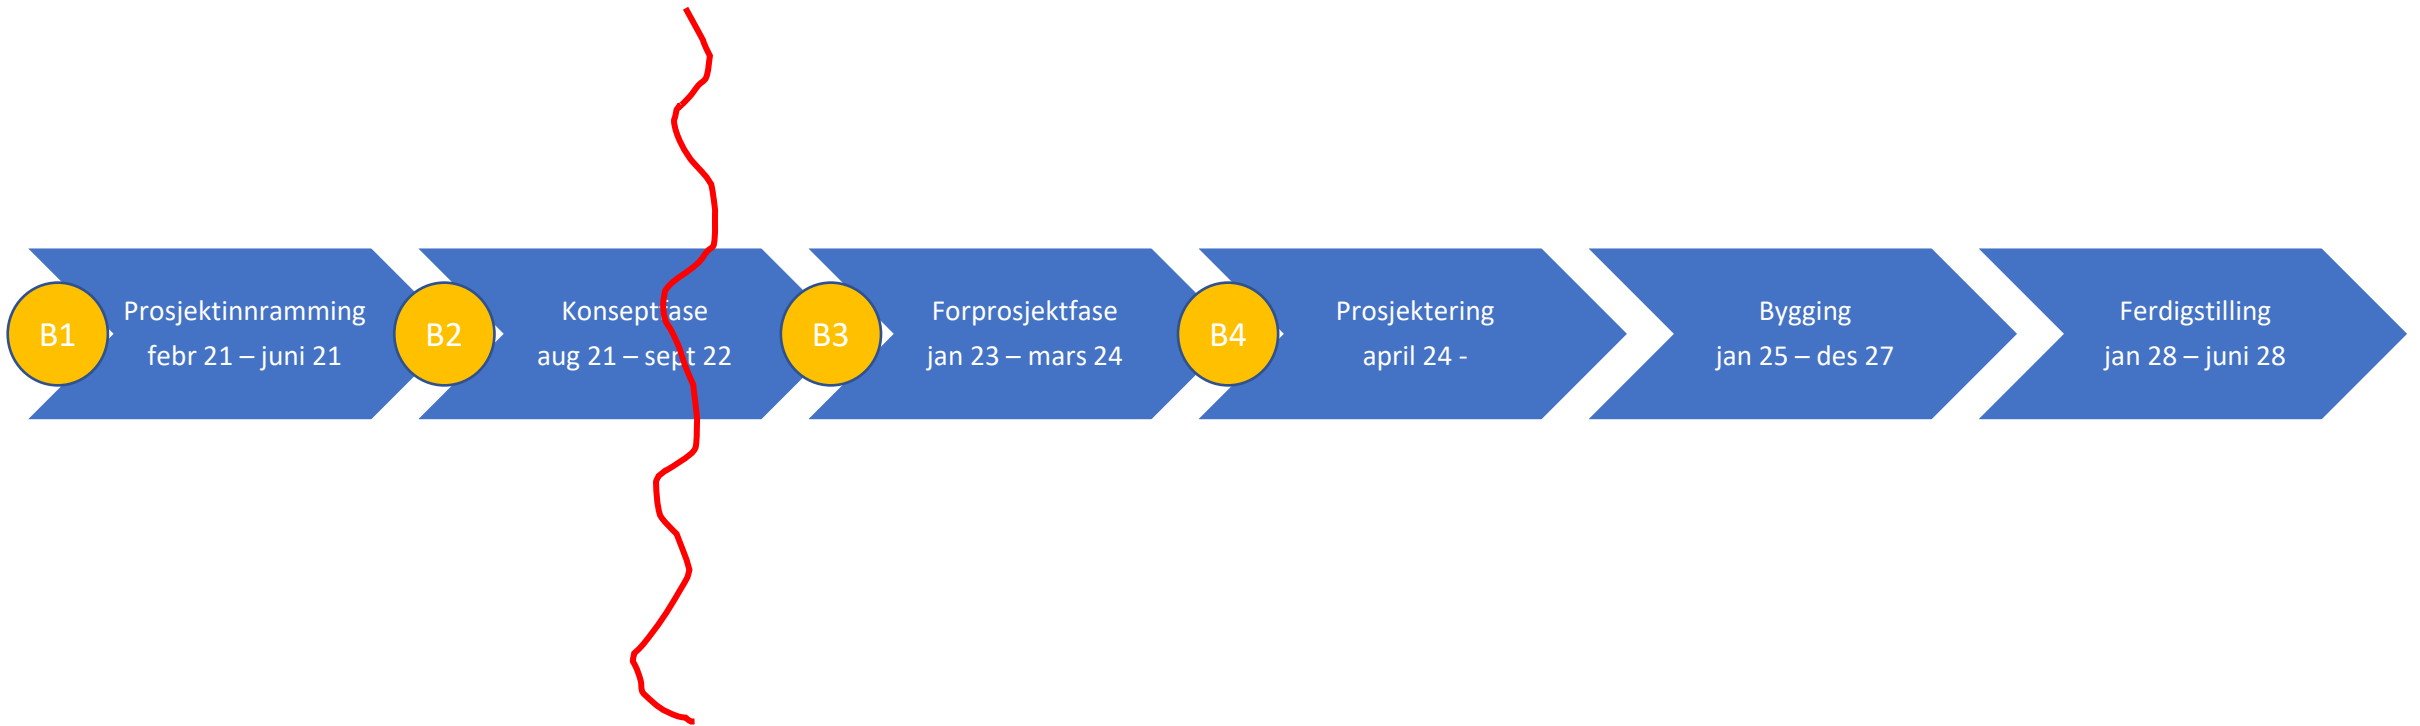 B1
Prosjektinnramming
febr 21 – juni 21
B2
Konseptfase
aug 21 – sept 22
B3
Forprosjektfase
jan 23 – mars 24
B4
Prosjektering
april 24 -
Bygging
jan 25 – des 27
Ferdigstilling
jan 28 – juni 28